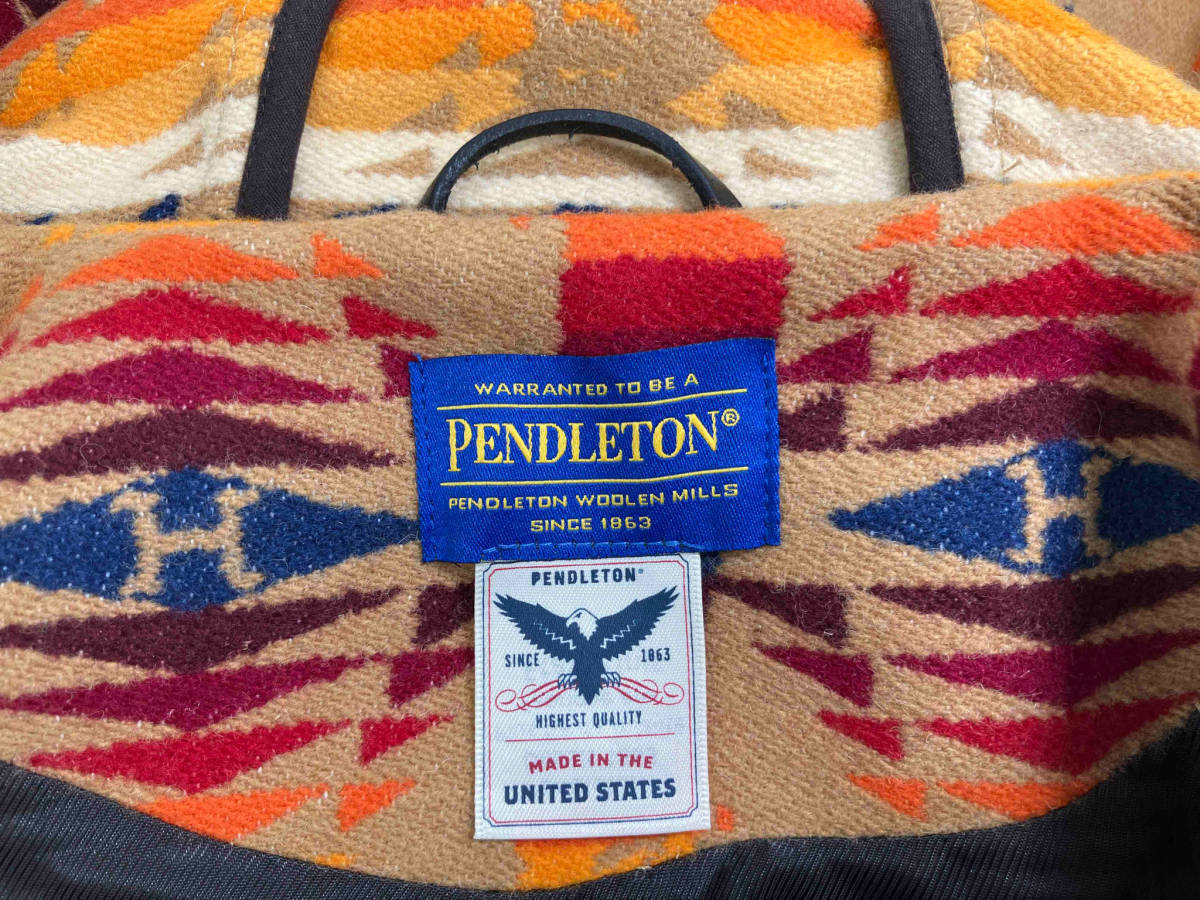 WARRANTED TO BE A
PENDLETON®
PENDLETON WOOLEN MILLS
SINCE 1863
PENDLETON®
SINCE 1863
HIGHEST QUALITY
MADE IN THE
UNITED STATES